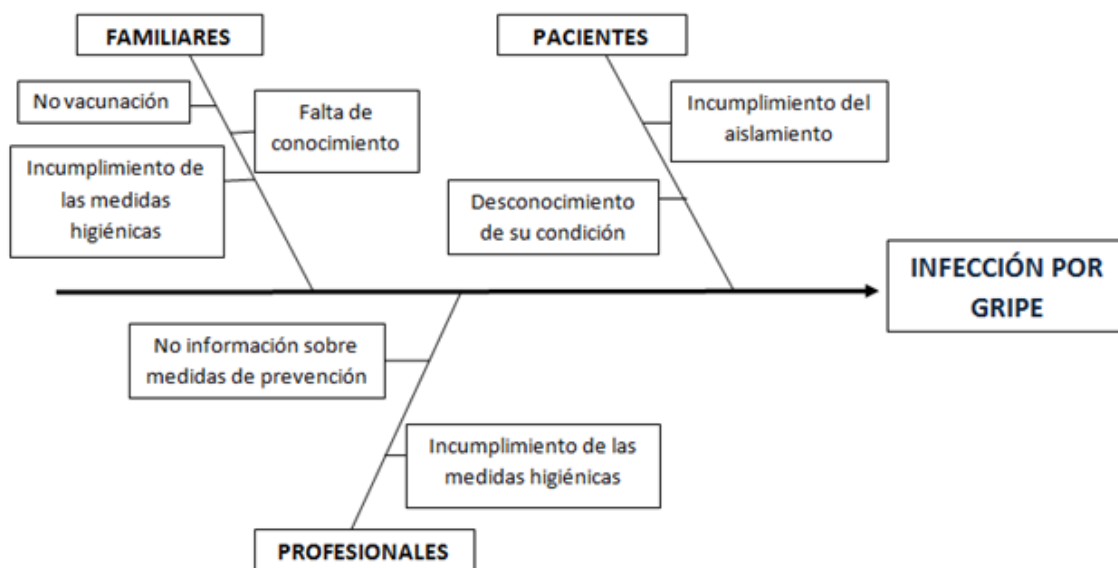 FAMILIARES
PACIENTES
No vacunación
Falta de
conocimiento
Incumplimiento de
las medidas
higiénicas
Incumplimiento del
aislamiento
Desconocimiento
de su condición
INFECCIÓN POR
GRIPE
No información sobre
medidas de prevención
Incumplimiento de las
medidas higiénicas
PROFESIONALES